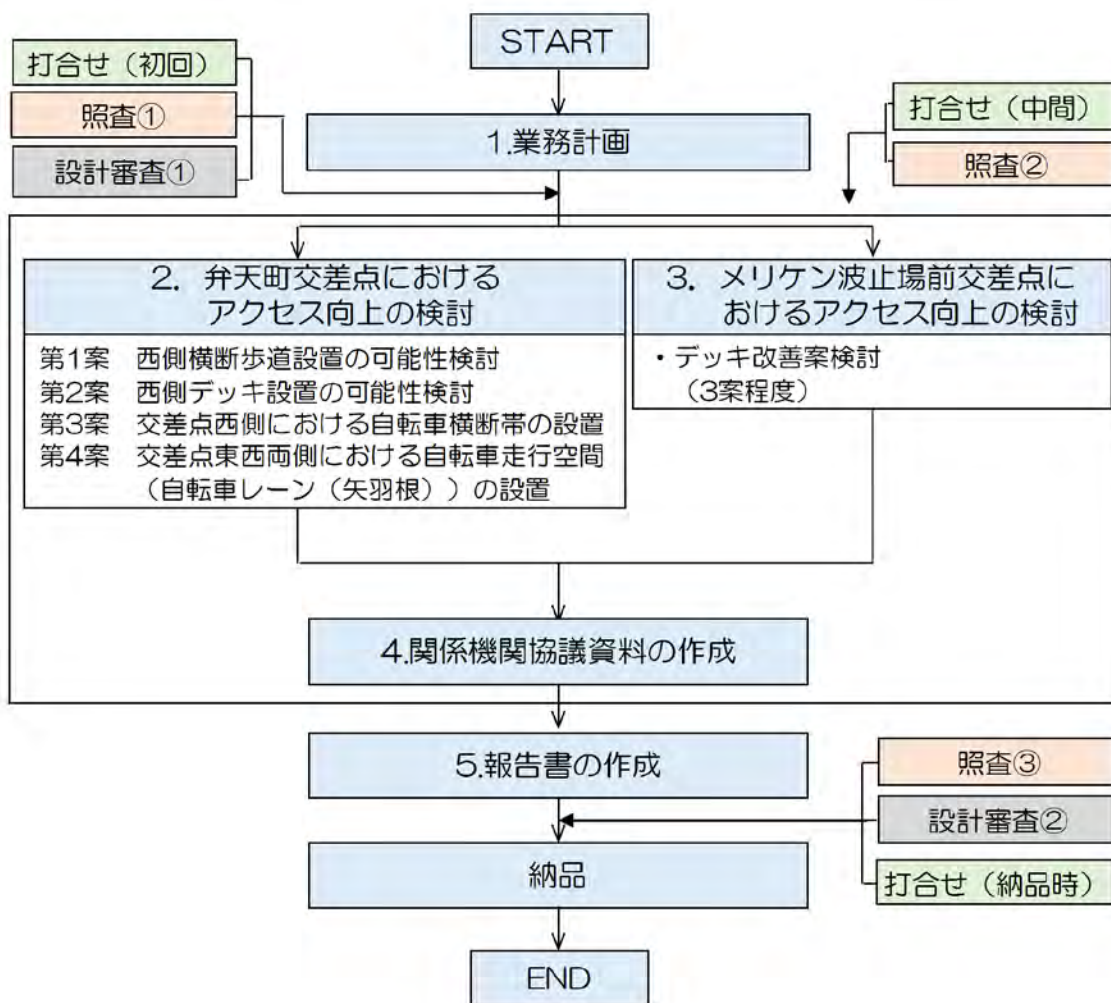 START
打合せ（初回）
照査①
設計審査①
1.業務計画
打合せ（中間）
照査②
2. 弁天町交差点における
アクセス向上の検討
第1案 西側横断歩道設置の可能性検討
第2案 西側デッキ設置の可能性検討
第3案 交差点西側における自転車横断帯の設置
第4案 交差点東西両側における自転車走行空間
（自転車レーン（矢羽根））の設置
3. メリケン波止場前交差点に
おけるアクセス向上の検討
・デッキ改善案検討
（3案程度）
4.関係機関協議資料の作成
5.報告書の作成
照査③
設計審査②
打合せ（納品時）
納品
END